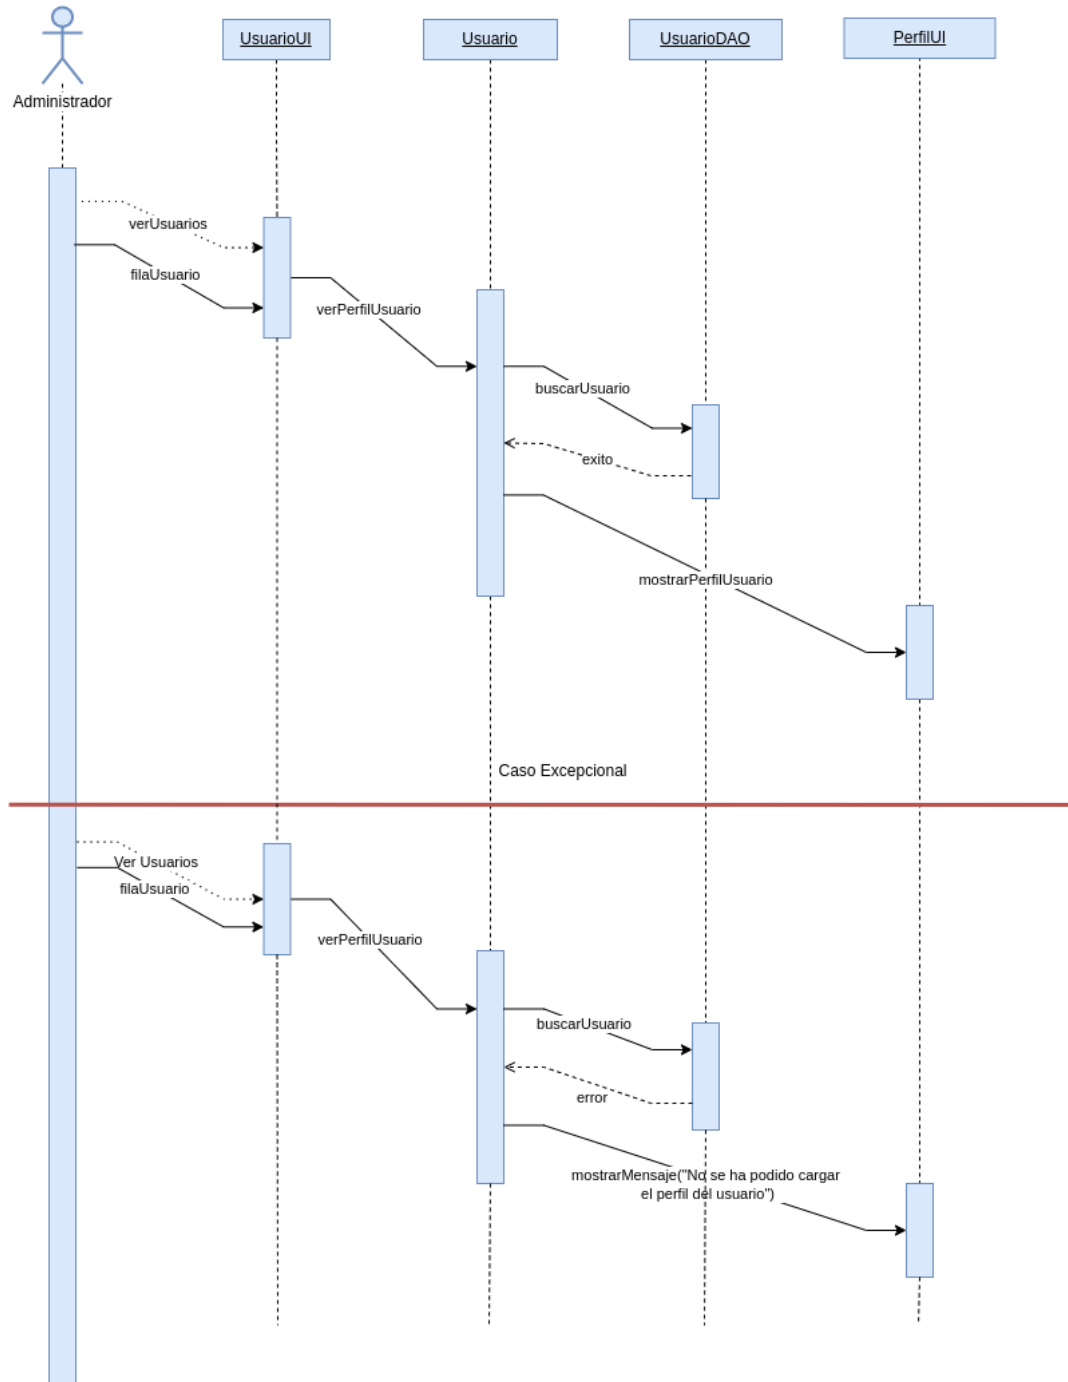 UsuarioUI
Usuario
UsuarioDAO
PerfilUI
Administrador
verUsuarios
filaUsuario
verPerfilUsuario
buscarUsuario
exito
mostrarPerfilUsuario
Caso Excepcional
Ver Usuarios
filaUsuario
verPerfilUsuario
buscarUsuario
error
mostrarMensaje("No se ha podido cargar
el perfil del usuario")